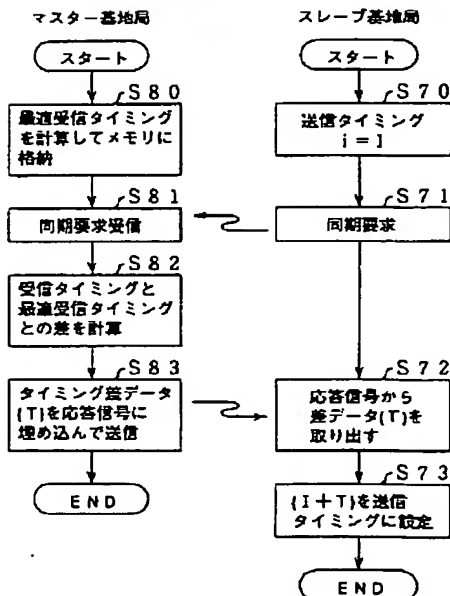 マスター基地局
スタート
S80
最適受信タイミング
を計算してメモリに
格納
S81
同期要求受信
S82
受信タイミングと
最適受信タイミング
との差を計算
S83
タイミング差データ
(T)を応答信号に
埋め込んで送信
END
スレーブ基地局
スタート
S70
送信タイミング
i=1
S71
同期要求
S72
応答信号から
差データ(T)を
取り出す
S73
(I+T)を送信
タイミングに設定
END